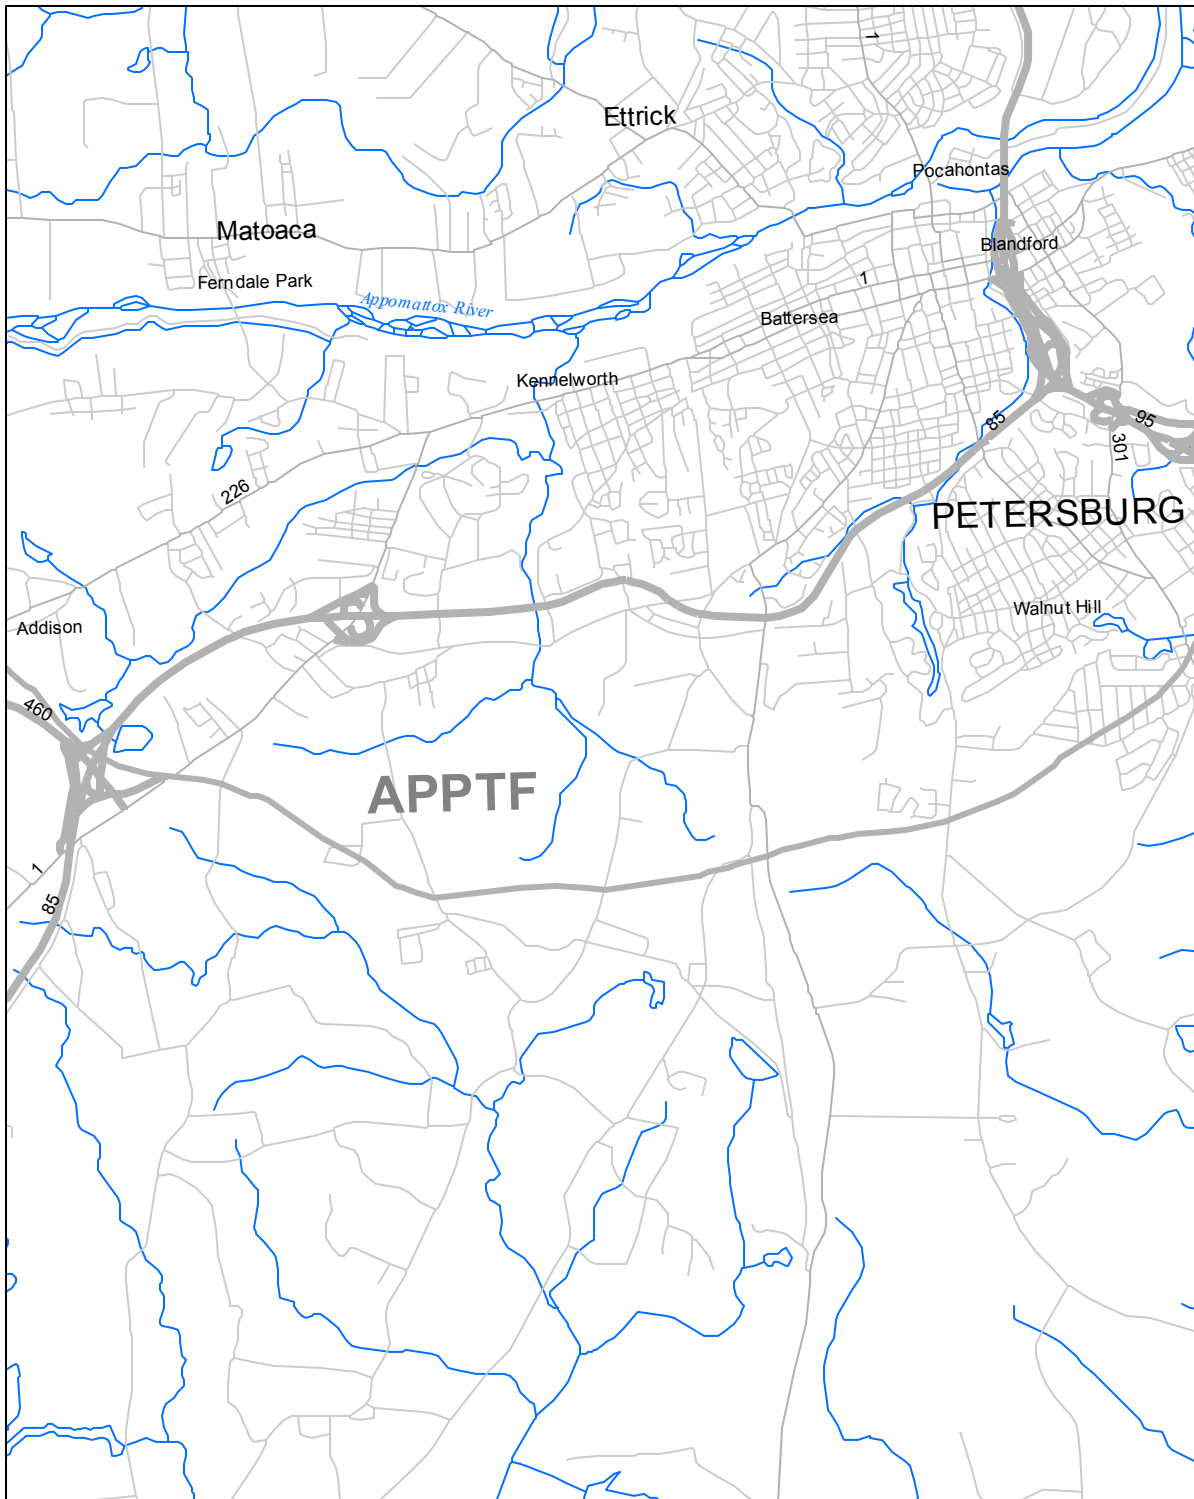 1
Ettrick
Pocahontas
Matoaca
Blandford
Ferndale Park
1
Appomattox River
Battersea
Kennelworth
85
95
301
226
PETERSBURG
Walnut Hill
Addison
460
APPTF
1
85